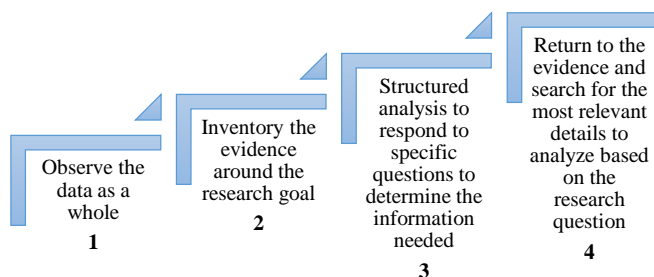 Observe the
data as a
whole
1
Inventory the
evidence
around the
research goal
2
Structured
analysis to
respond to
specific
questions to
determine the
information
needed
3
Return to the
evidence and
search for the
most relevant
details to
analyze based
on the
research
question
4